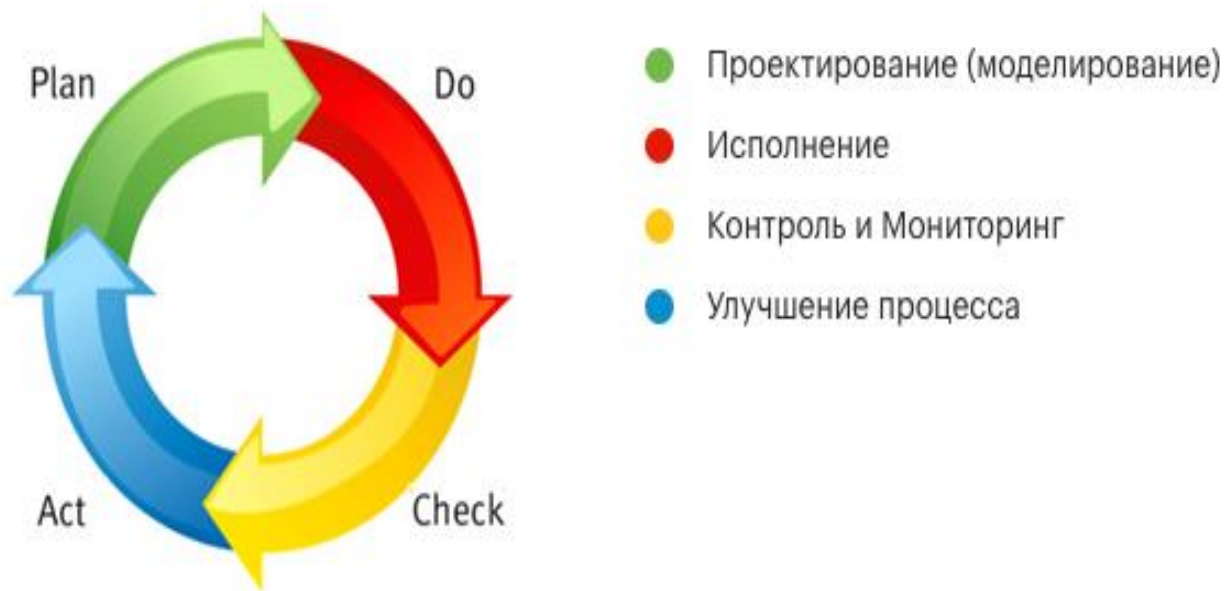 Plan
Do
Check
Act
Проектирование (моделирование)
Исполнение
Контроль и Мониторинг
Улучшение процесса